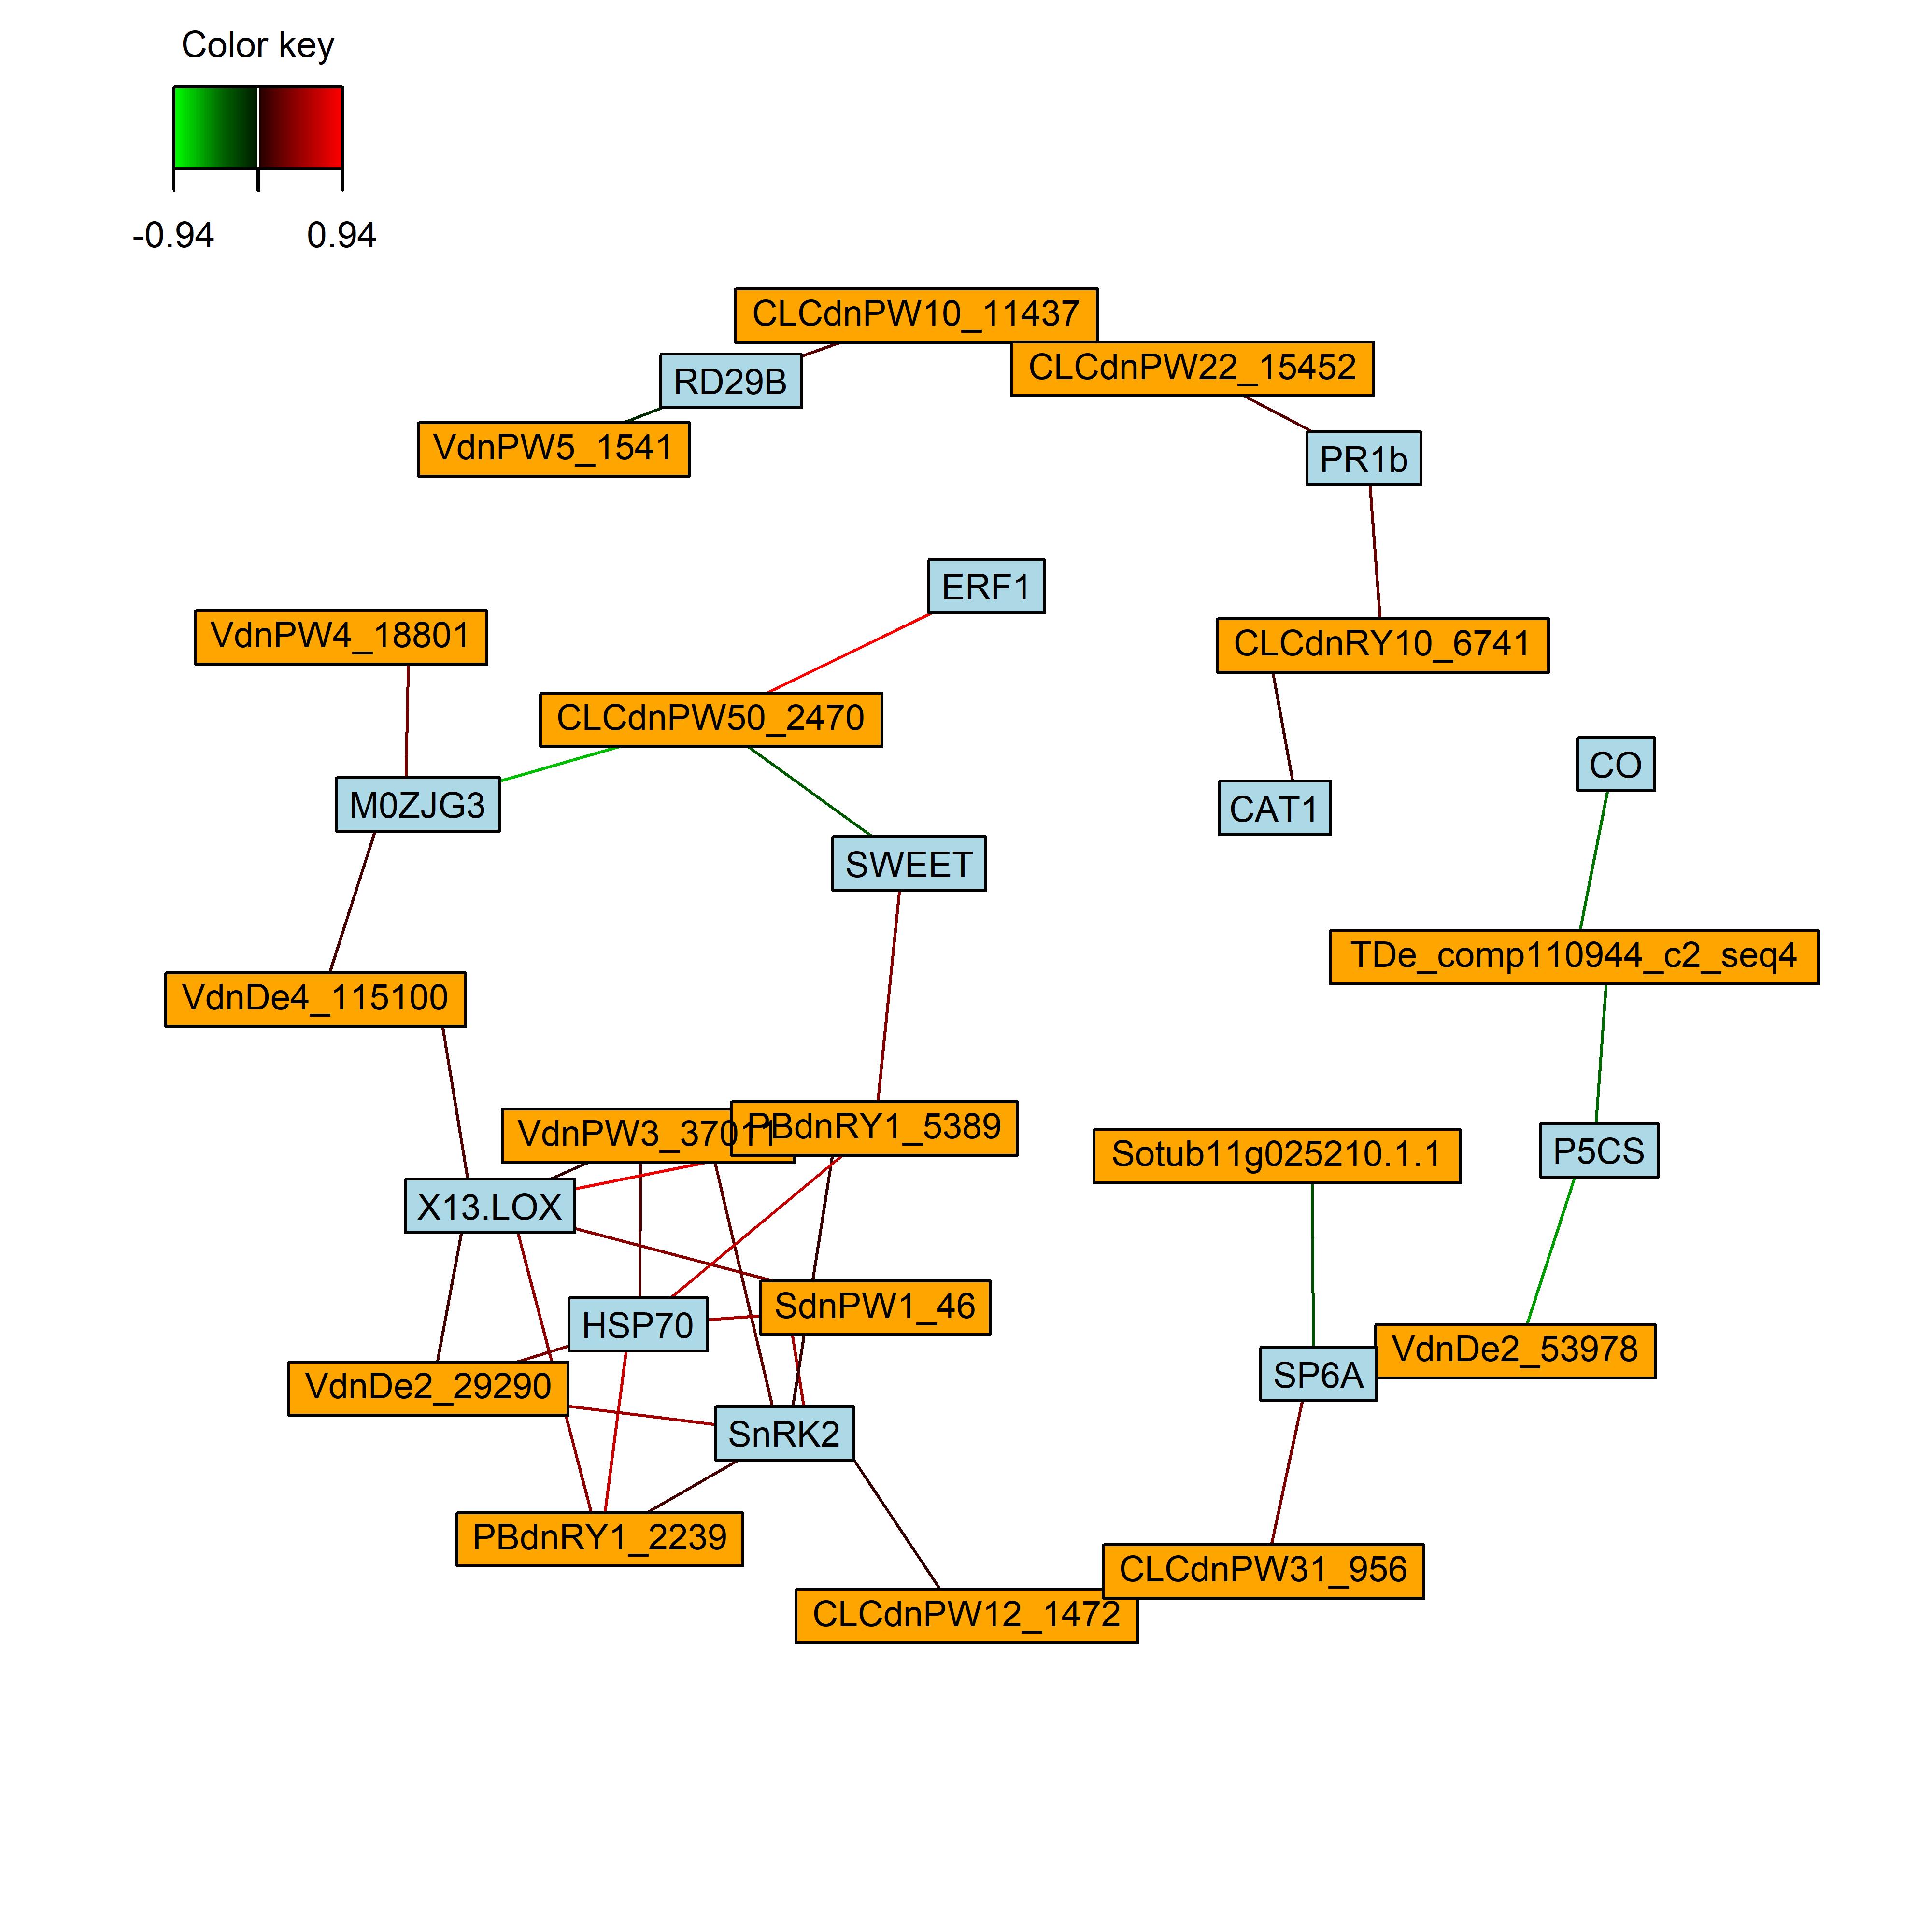 Color key
-0.94 0.94
CLCdnPW10_11437
CLCdnPW22_15452
RD29B
VdnPW5_1541
PR1b
ERF1
VdnPW4_18801
CLCdnRY10_6741
CLCdnPW50_2470
CO
M0ZJG3
CAT1
SWEET
TDe_comp110944_c2_seq4
VdnDe4_115100
VdnPW3_37011
PBdnRY1_5389
Sotub11g025210.1.1
P5CS
X13.LOX
SdnPW1_46
HSP70
VdnDe2_53978
SP6A
VdnDe2_29290
SnRK2
PBdnRY1_2239
CLCdnPW31_956
CLCdnPW12_1472